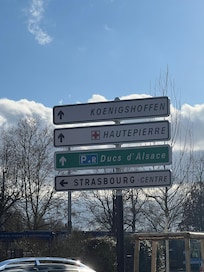 KOENIGSHOFFEN
HAUTEPIERRE
P+R Ducs d'Alsace
STRASBOURG CENTRE